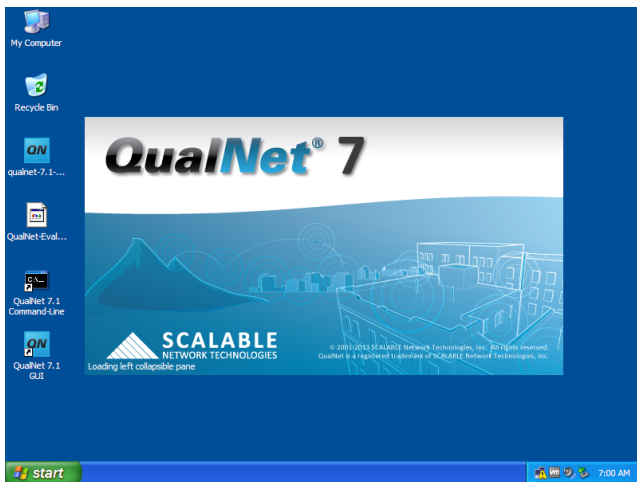 My Computer
Recycle Bin
QN
qualnet-7.1-...
QualNet-Eval...
C:\_
QualNet 7.1
Command-Line
QN
QualNet 7.1
GUI
QualNet® 7
SCALABLE
NETWORK TECHNOLOGIES
© 2001-2013 SCALABLE Network Technologies, Inc. All rights reserved.
QualNet is a registered trademark of SCALABLE Network Technologies, Inc.
Loading left collapsible pane
start
7:00 AM